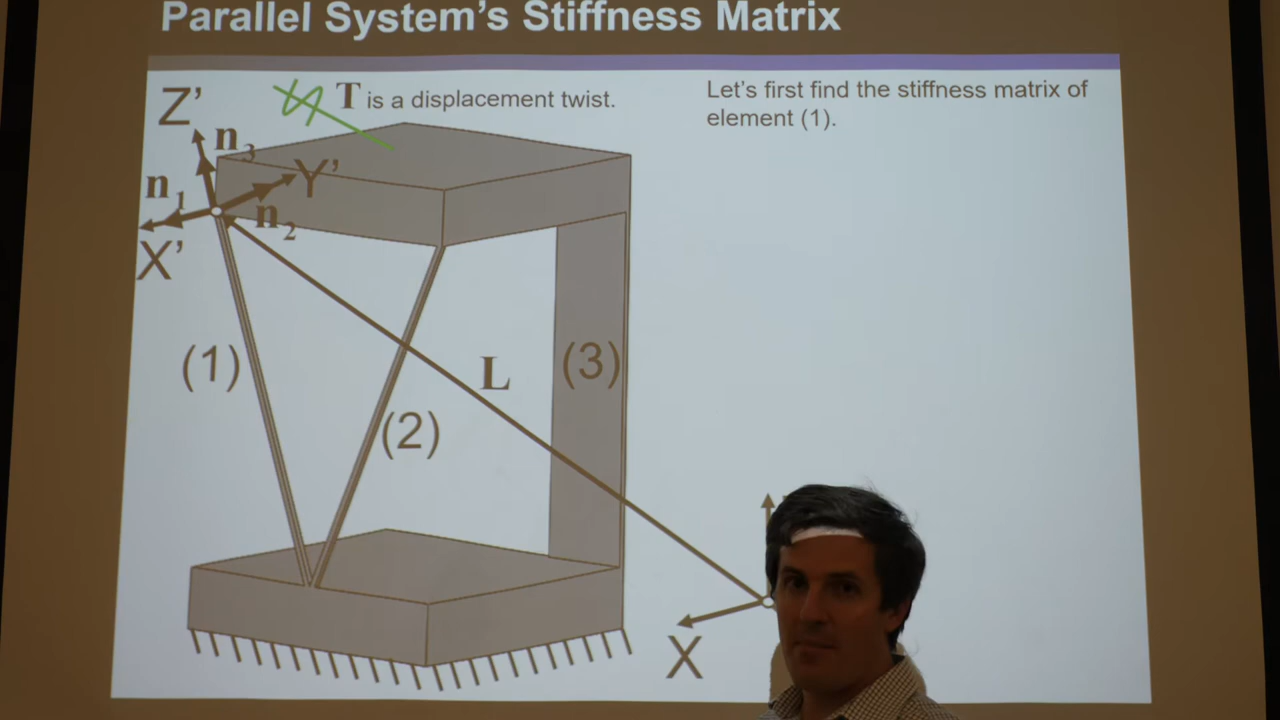 Parallel System's Stiffness Matrix
T is a displacement twist.
Let's first find the stiffness matrix of
element (1).
Z'
n3
n1
Y'
n2
X'
(1)
(2)
L
(3)
X